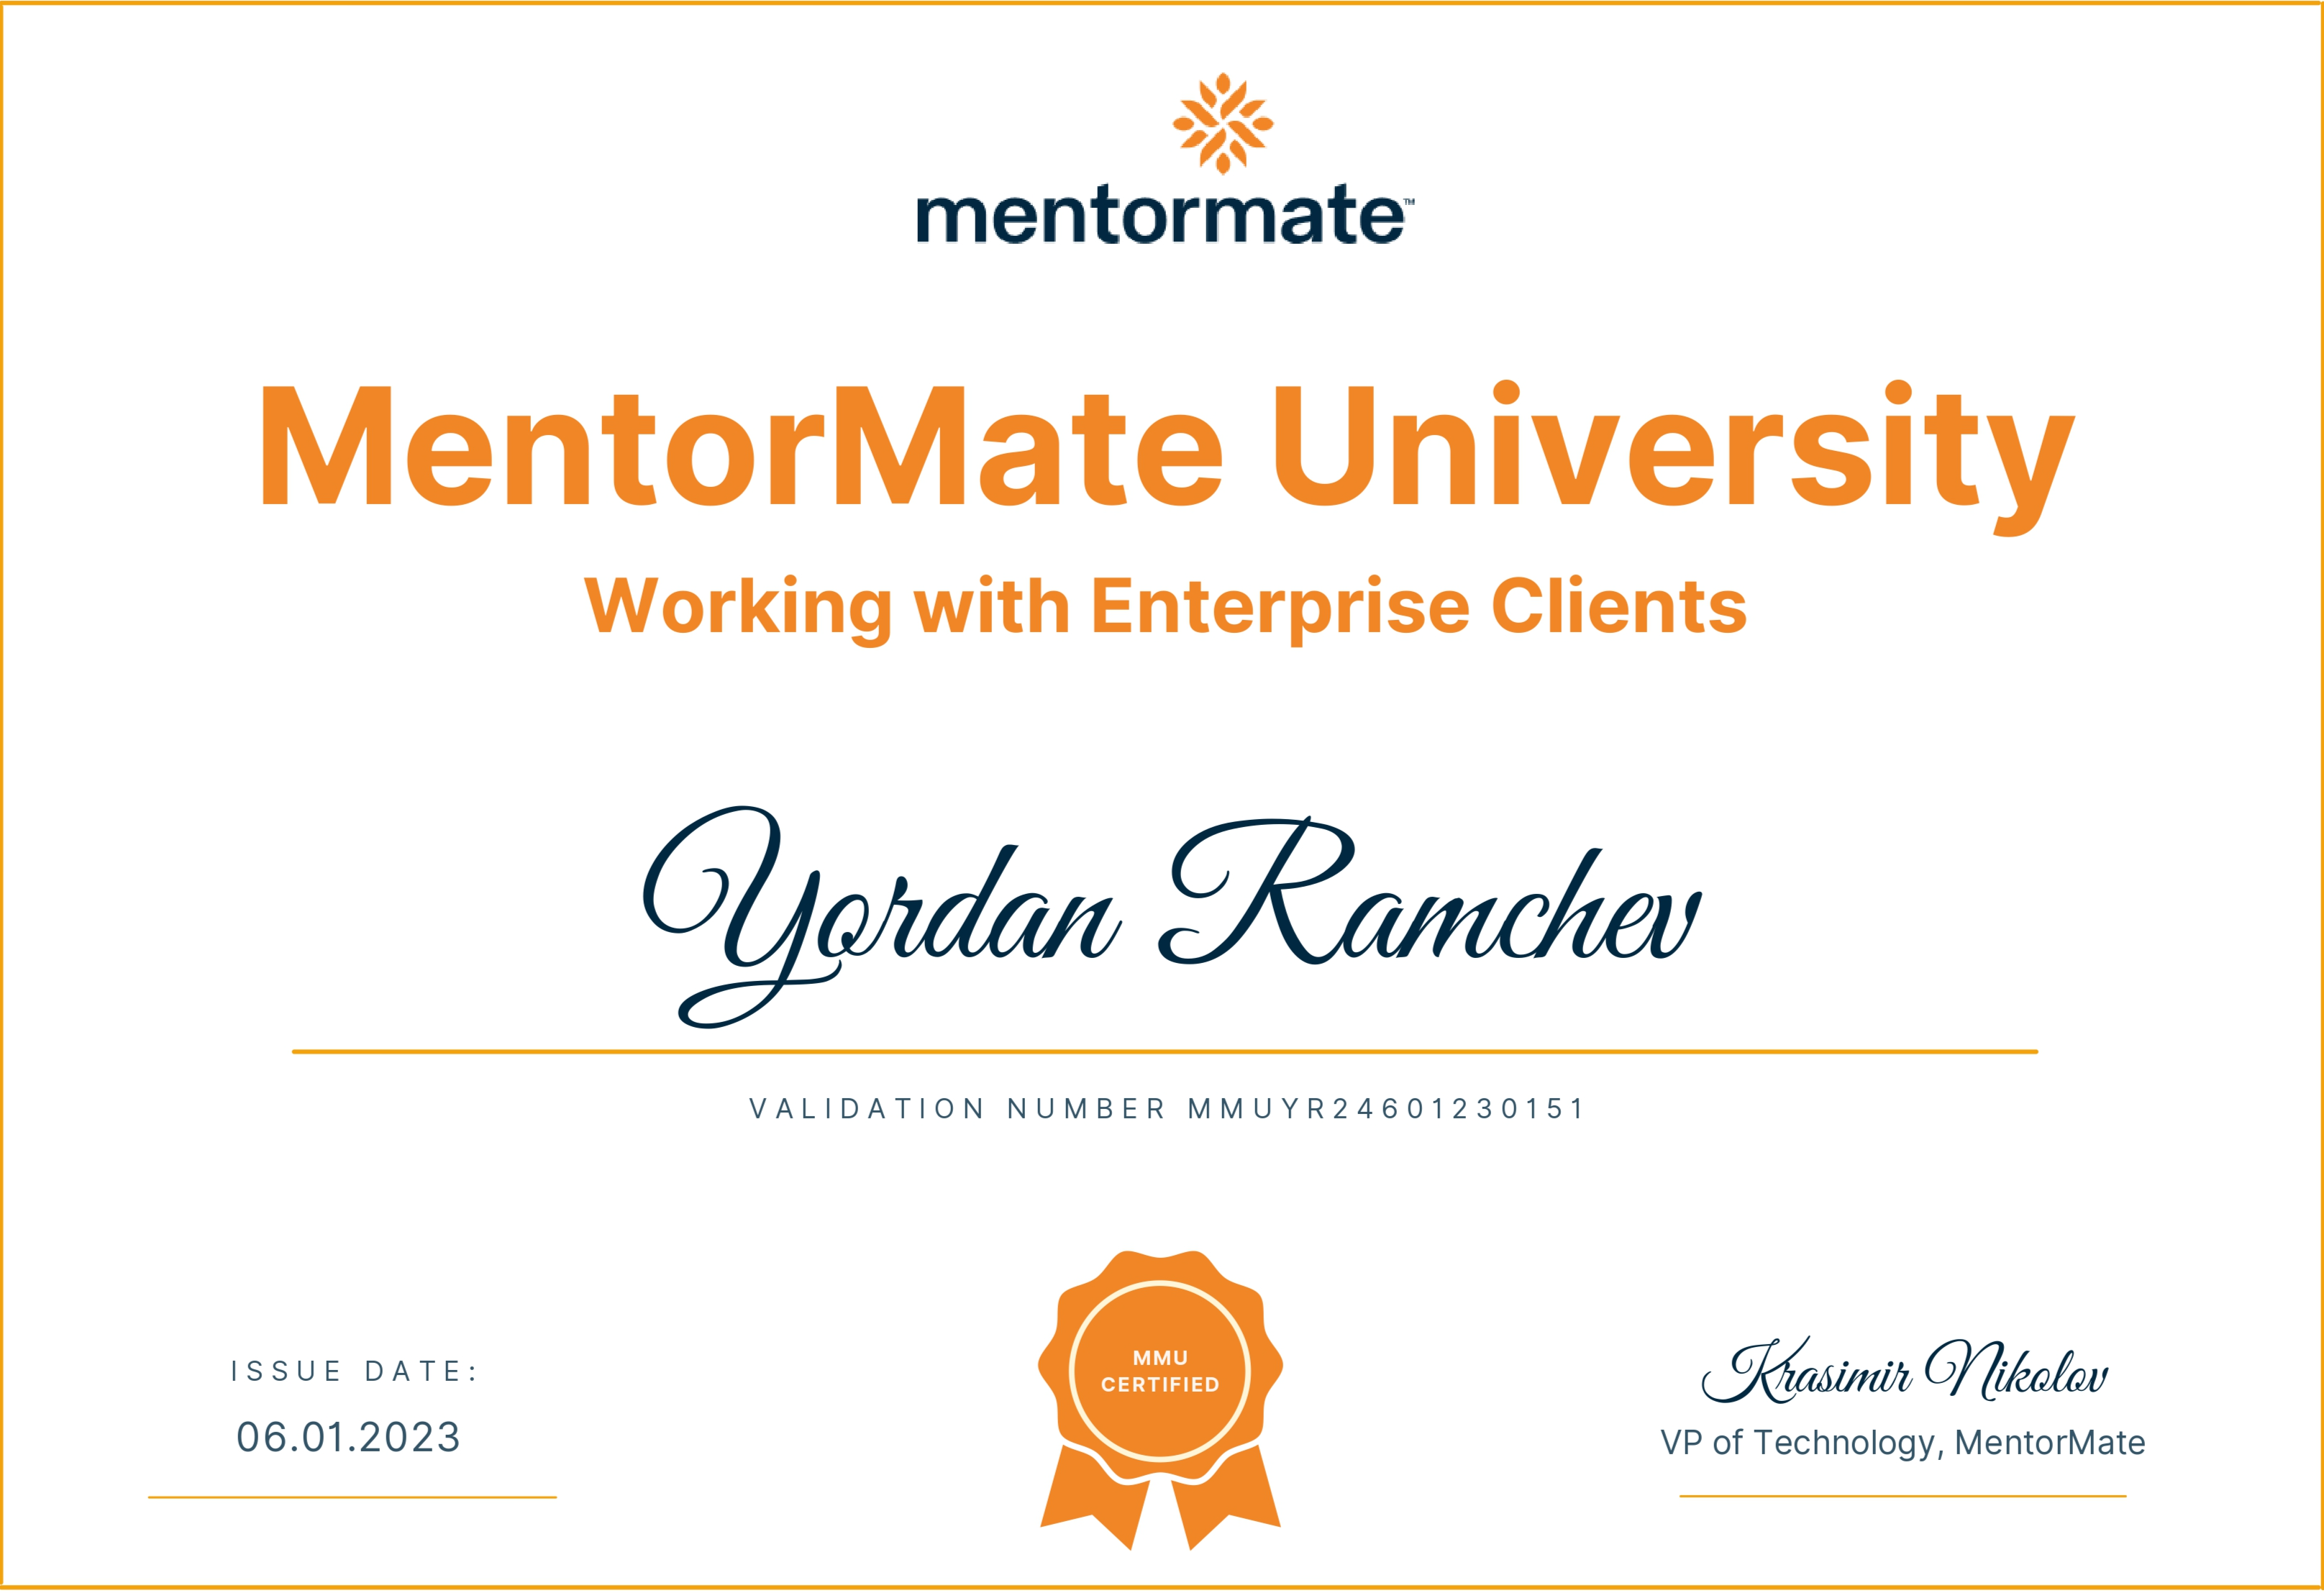 mentormate™
MentorMate University
Working with Enterprise Clients
Yordan Ramchev
VALIDATION NUMBER MMUYR24601230151
MMU
CERTIFIED
ISSUE DATE:
06.01.2023
Krasimir Nikolov
VP of Technology, MentorMate